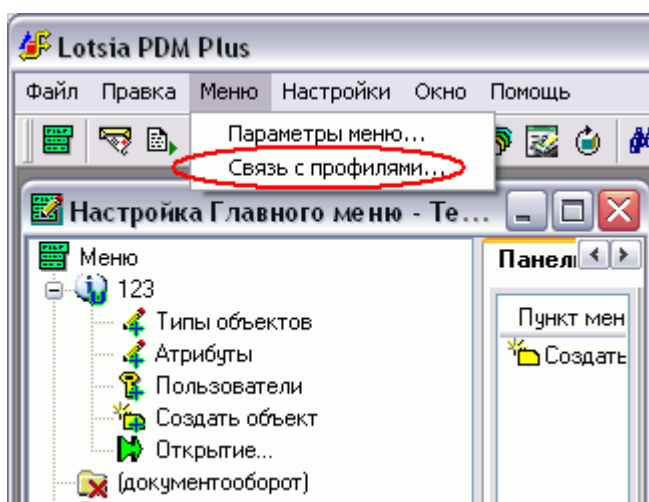 Lotsia PDM Plus
Файл Правка Меню Настройки Окно Помощь
Параметры меню...
Связь с профилями...
Настройка Главного меню - Те...
Меню
123
Типы объектов
Атрибуты
Пользователи
Создать объект
Открытие...
(документооборот)
Панел
Пункт мен
Создать